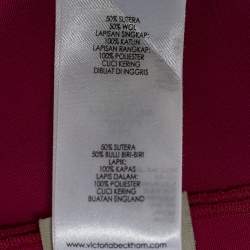 50% SUTERA
50% WOL
LAPISAN SINGKAP:
100% KATUN
LAPISAN RANGKAP:
100% POLIESTER
CUCI KERING
DIBUAT DI INGGRIS
50% SUTERA
50% BULU BIRI-BIRI
LAPIK:
100% KAPAS
LAPIS DALAM:
100% POLIESTER
CUCI KERING
BUATAN ENGLAND
www.victoriabeckham.com